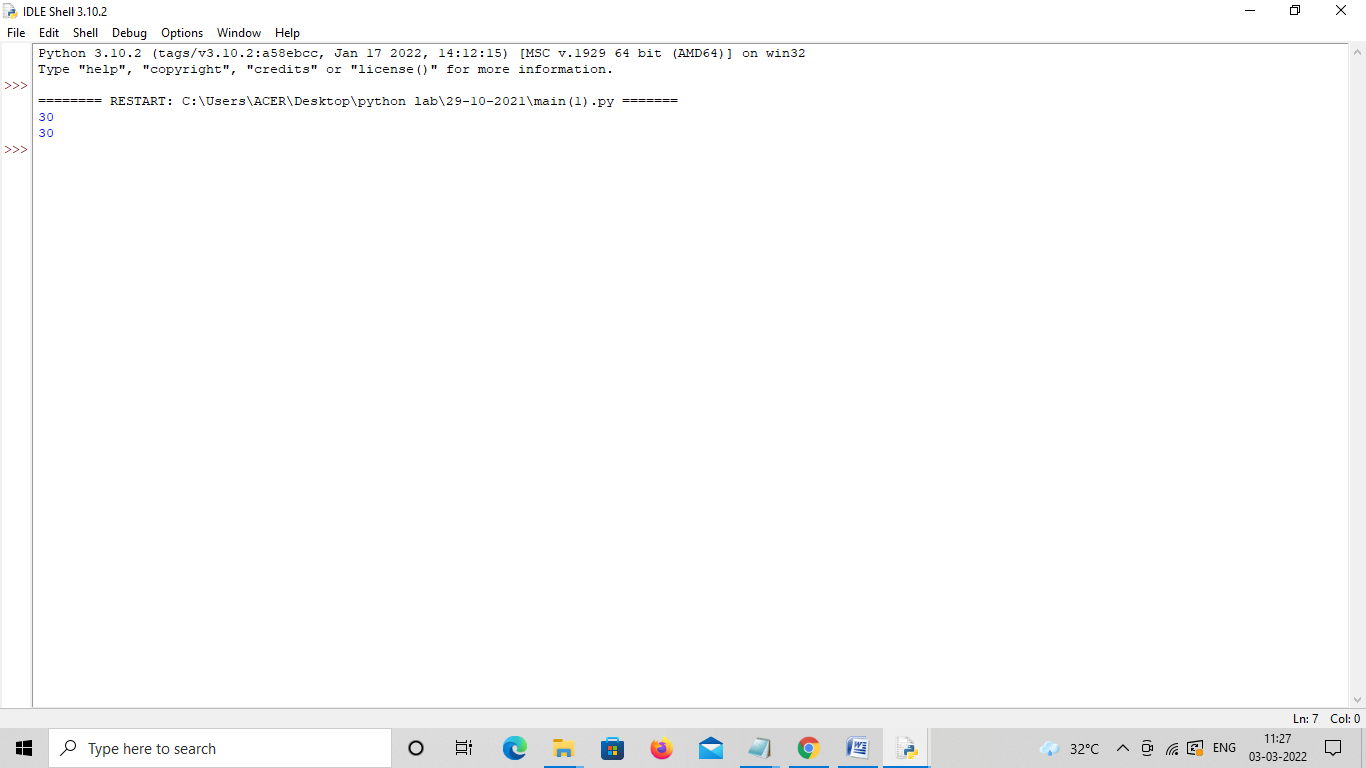 IDLE Shell 3.10.2
File Edit Shell Debug Options Window Help
Python 3.10.2 (tags/v3.10.2:a58ebcc, Jan 17 2022, 14:12:15) [MSC v.1929 64 bit (AMD64)] on win32
Type "help", "copyright", "credits" or "license()" for more information.
>>>
======== RESTART: C:\Users\ACER\Desktop\python lab\29-10-2021\main(1).py =======
30
30
>>>
Ln: 7 Col: 0
Type here to search
32°C ENG 11:27
03-03-2022